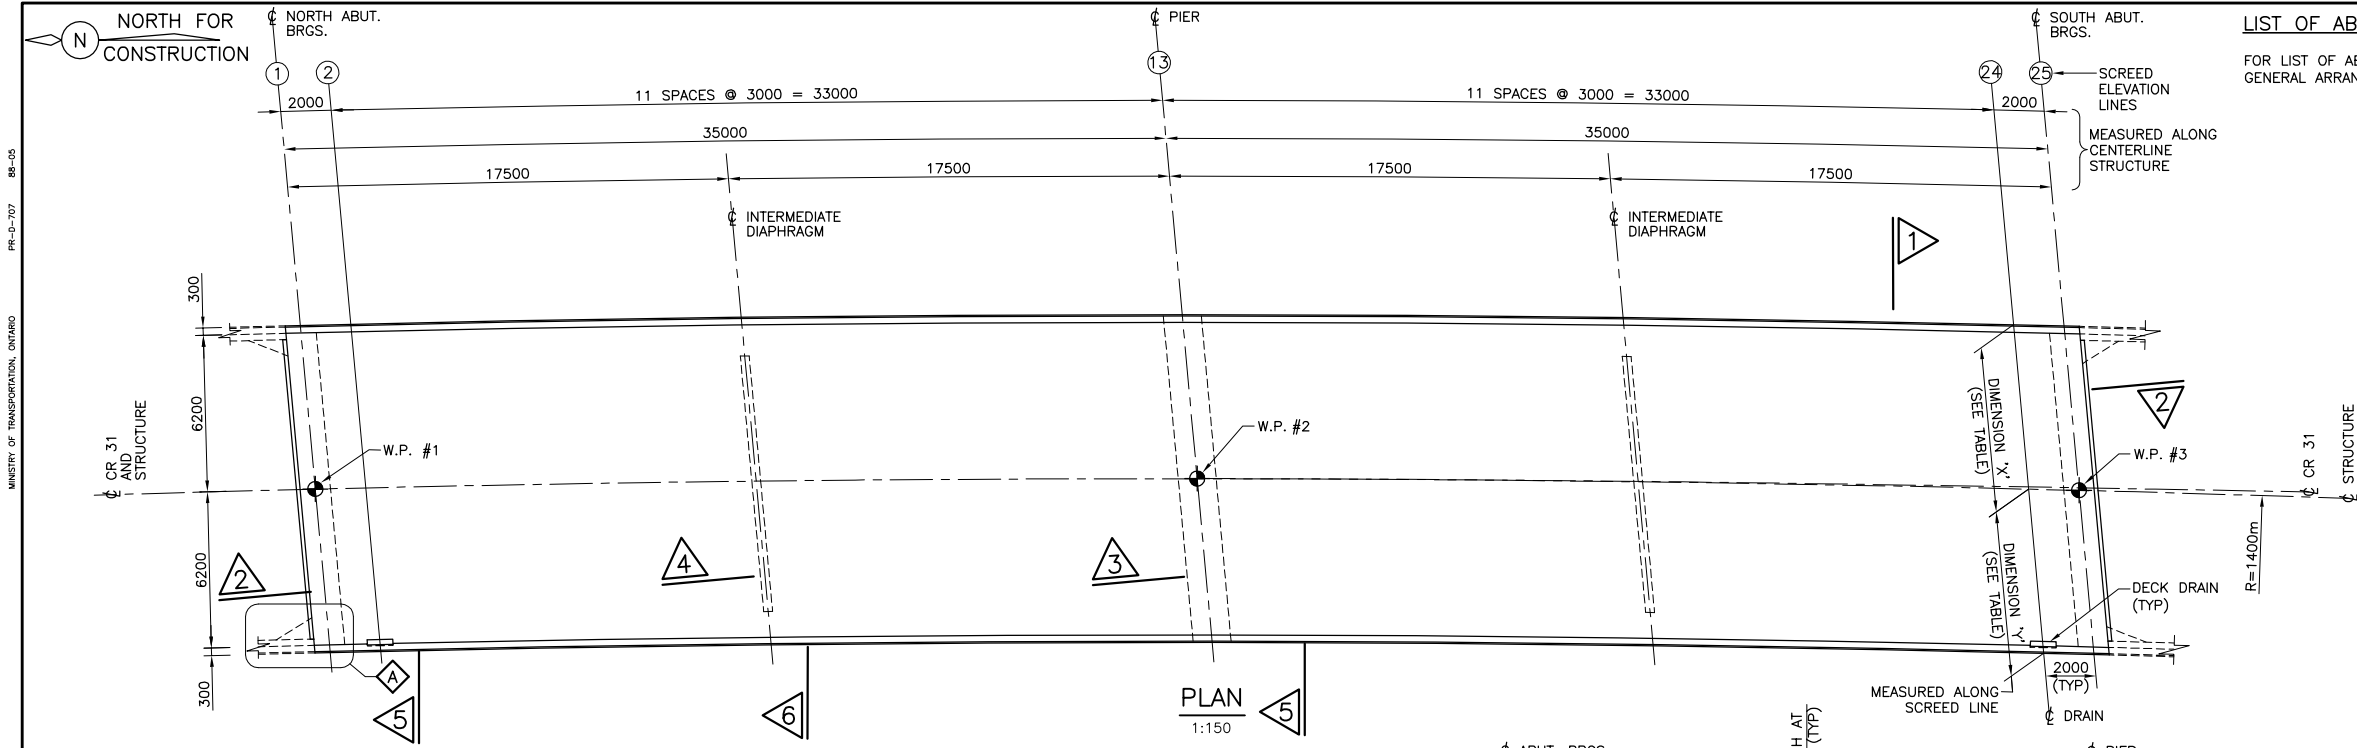 NORTH FOR
CONSTRUCTION
N
℄ NORTH ABUT.
BRGS.
℄ PIER
℄ SOUTH ABUT.
BRGS.
LIST OF AB
FOR LIST OF AB
GENERAL ARRAN
1
2
13
24
25
SCREED
ELEVATION
LINES
2000
11 SPACES @ 3000 = 33000
11 SPACES @ 3000 = 33000
2000
35000
35000
MEASURED ALONG
CENTERLINE
STRUCTURE
17500
17500
17500
17500
℄ INTERMEDIATE
DIAPHRAGM
℄ INTERMEDIATE
DIAPHRAGM
1
MINISTRY OF TRANSPORTATION, ONTARIO
PR-D-707
88-05
300
6200
6200
300
℄ CR 31
AND
STRUCTURE
W.P. #1
W.P. #2
W.P. #3
DIMENSION 'X'
(SEE TABLE)
DIMENSION 'Y'
(SEE TABLE)
2
℄ CR 31
℄ STRUCTURE
R=1400m
2
4
3
DECK DRAIN
(TYP)
A
5
6
PLAN
1:150
5
MEASURED ALONG
SCREED LINE
2000
(TYP)
℄ DRAIN
H AT
(TYP)
℄ ABUT. BRGS.
℄ PIER